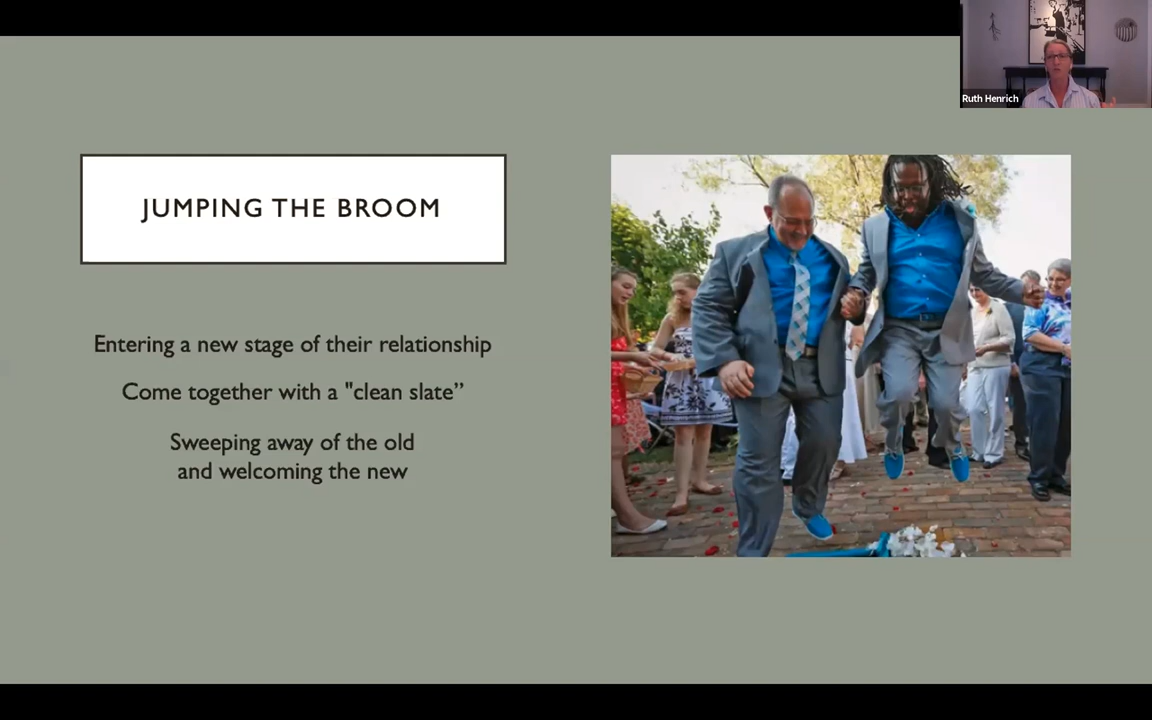 Ruth Henrich
JUMPING THE BROOM
Entering a new stage of their relationship
Come together with a "clean slate”
Sweeping away of the old
and welcoming the new